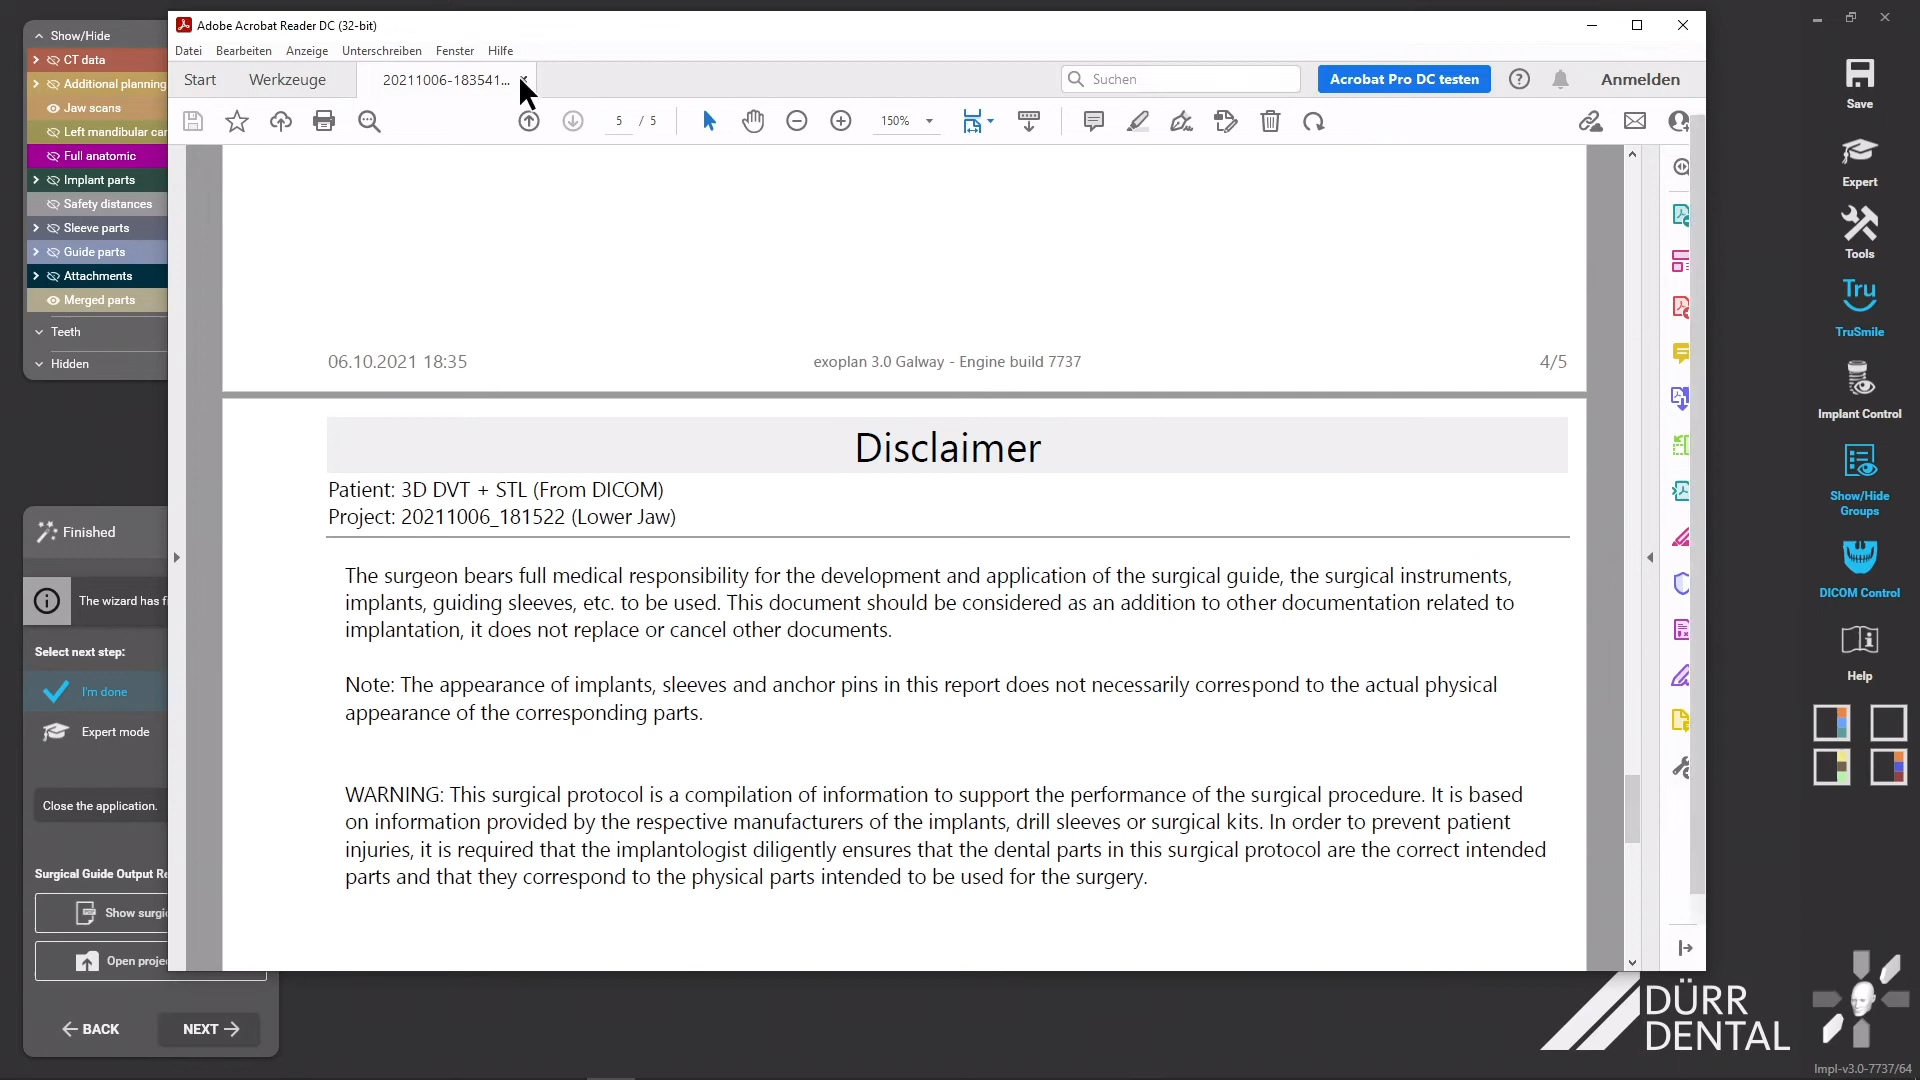 Show/Hide
CT data
Additional planning
Jaw scans
Left mandibular can
Full anatomic
Implant parts
Safety distances
Sleeve parts
Guide parts
Attachments
Merged parts
Teeth
Hidden
Finished
The wizard has fi
Select next step:
I'm done
Expert mode
Close the application.
Surgical Guide Output Re
Show surgic
Open projec
BACK NEXT
Adobe Acrobat Reader DC (32-bit)
Datei Bearbeiten Anzeige Unterschreiben Fenster Hilfe
Start Werkzeuge 20211006-183541... Suchen Acrobat Pro DC testen Anmelden
5 / 5 150%
06.10.2021 18:35 exoplan 3.0 Galway - Engine build 7737 4/5
Disclaimer
Patient: 3D DVT + STL (From DICOM)
Project: 20211006_181522 (Lower Jaw)
The surgeon bears full medical responsibility for the development and application of the surgical guide, the surgical instruments,
implants, guiding sleeves, etc. to be used. This document should be considered as an addition to other documentation related to
implantation, it does not replace or cancel other documents.
Note: The appearance of implants, sleeves and anchor pins in this report does not necessarily correspond to the actual physical
appearance of the corresponding parts.
WARNING: This surgical protocol is a compilation of information to support the performance of the surgical procedure. It is based
on information provided by the respective manufacturers of the implants, drill sleeves or surgical kits. In order to prevent patient
injuries, it is required that the implantologist diligently ensures that the dental parts in this surgical protocol are the correct intended
parts and that they correspond to the physical parts intended to be used for the surgery.
Save
Expert
Tools
Tru
TruSmile
Implant Control
Show/Hide
Groups
DICOM Control
Help
DÜRR
DENTAL
Impl-v3.0-7737/64